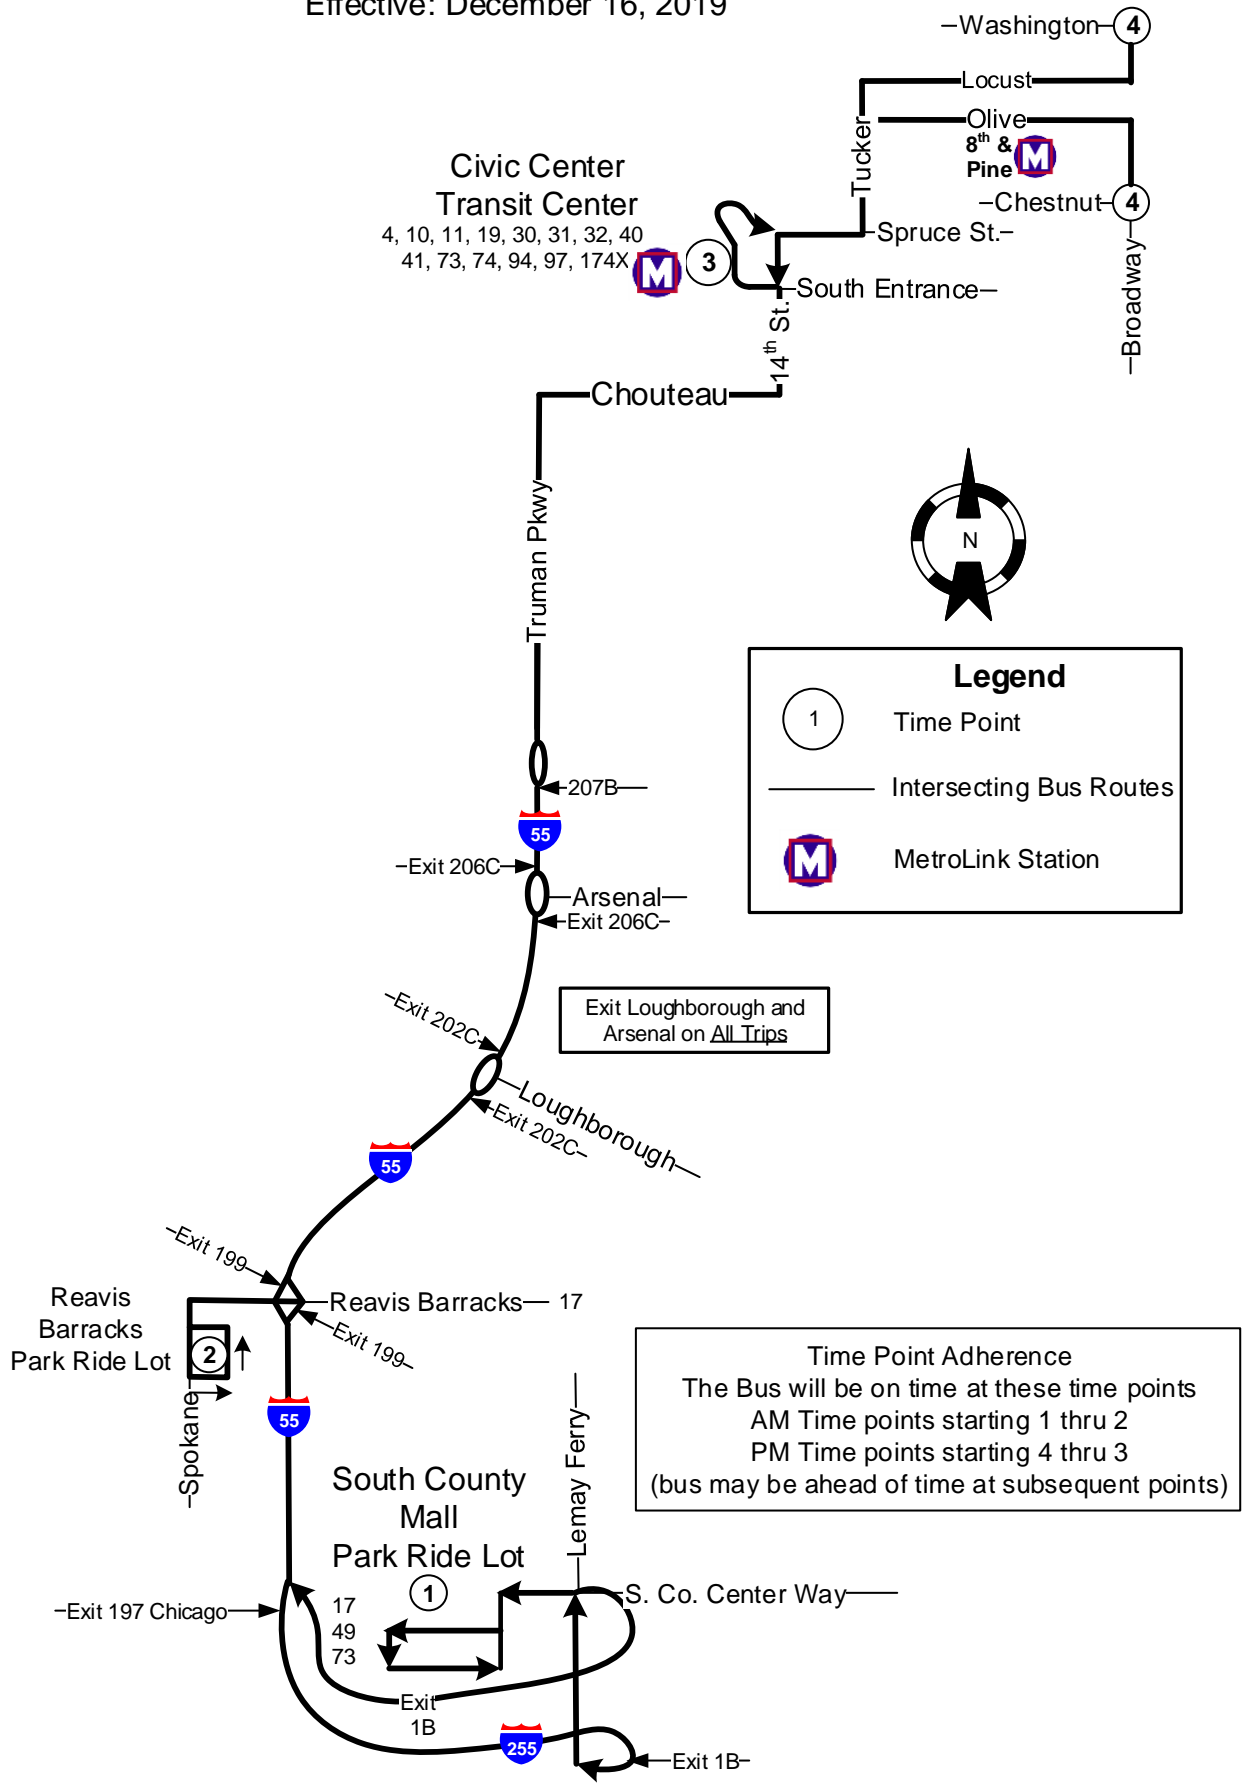 Effective: December 16, 2019
Washington
4
Locust
Olive
8th &
Pine
M
Tucker
Chestnut
4
Broadway
Civic Center
Transit Center
4, 10, 11, 19, 30, 31, 32, 40
41, 73, 74, 94, 97, 174X
M
3
Spruce St.
South Entrance
14th St.
Chouteau
Truman Pkwy
N
Legend
1
Time Point
Intersecting Bus Routes
M
MetroLink Station
207B
55
Exit 206C
Arsenal
Exit 206C
Exit Loughborough and
Arsenal on All Trips
Exit 202C
Loughborough
Exit 202C
55
Exit 199
Reavis
Barracks
Park Ride Lot
2
Reavis Barracks
17
Exit 199
Spokane
55
Time Point Adherence
The Bus will be on time at these time points
AM Time points starting 1 thru 2
PM Time points starting 4 thru 3
(bus may be ahead of time at subsequent points)
Lemay Ferry
South County
Mall
Park Ride Lot
1
17
49
73
S. Co. Center Way
Exit 197 Chicago
Exit
1B
255
Exit 1B